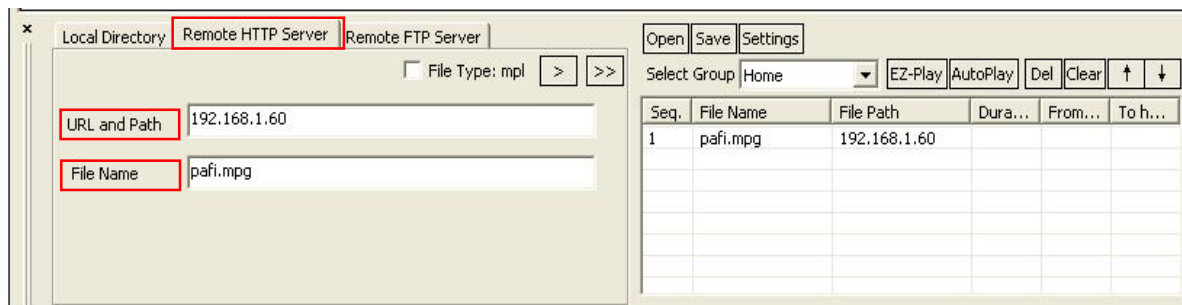 x
Local Directory Remote HTTP Server Remote FTP Server
File Type: mpl > >>
URL and Path 192.168.1.60
File Name pafi.mpg
Open Save Settings
Select Group Home EZ-Play AutoPlay Del Clear ↑ ↓
Seq. File Name File Path Dura... From... To h...
1 pafi.mpg 192.168.1.60